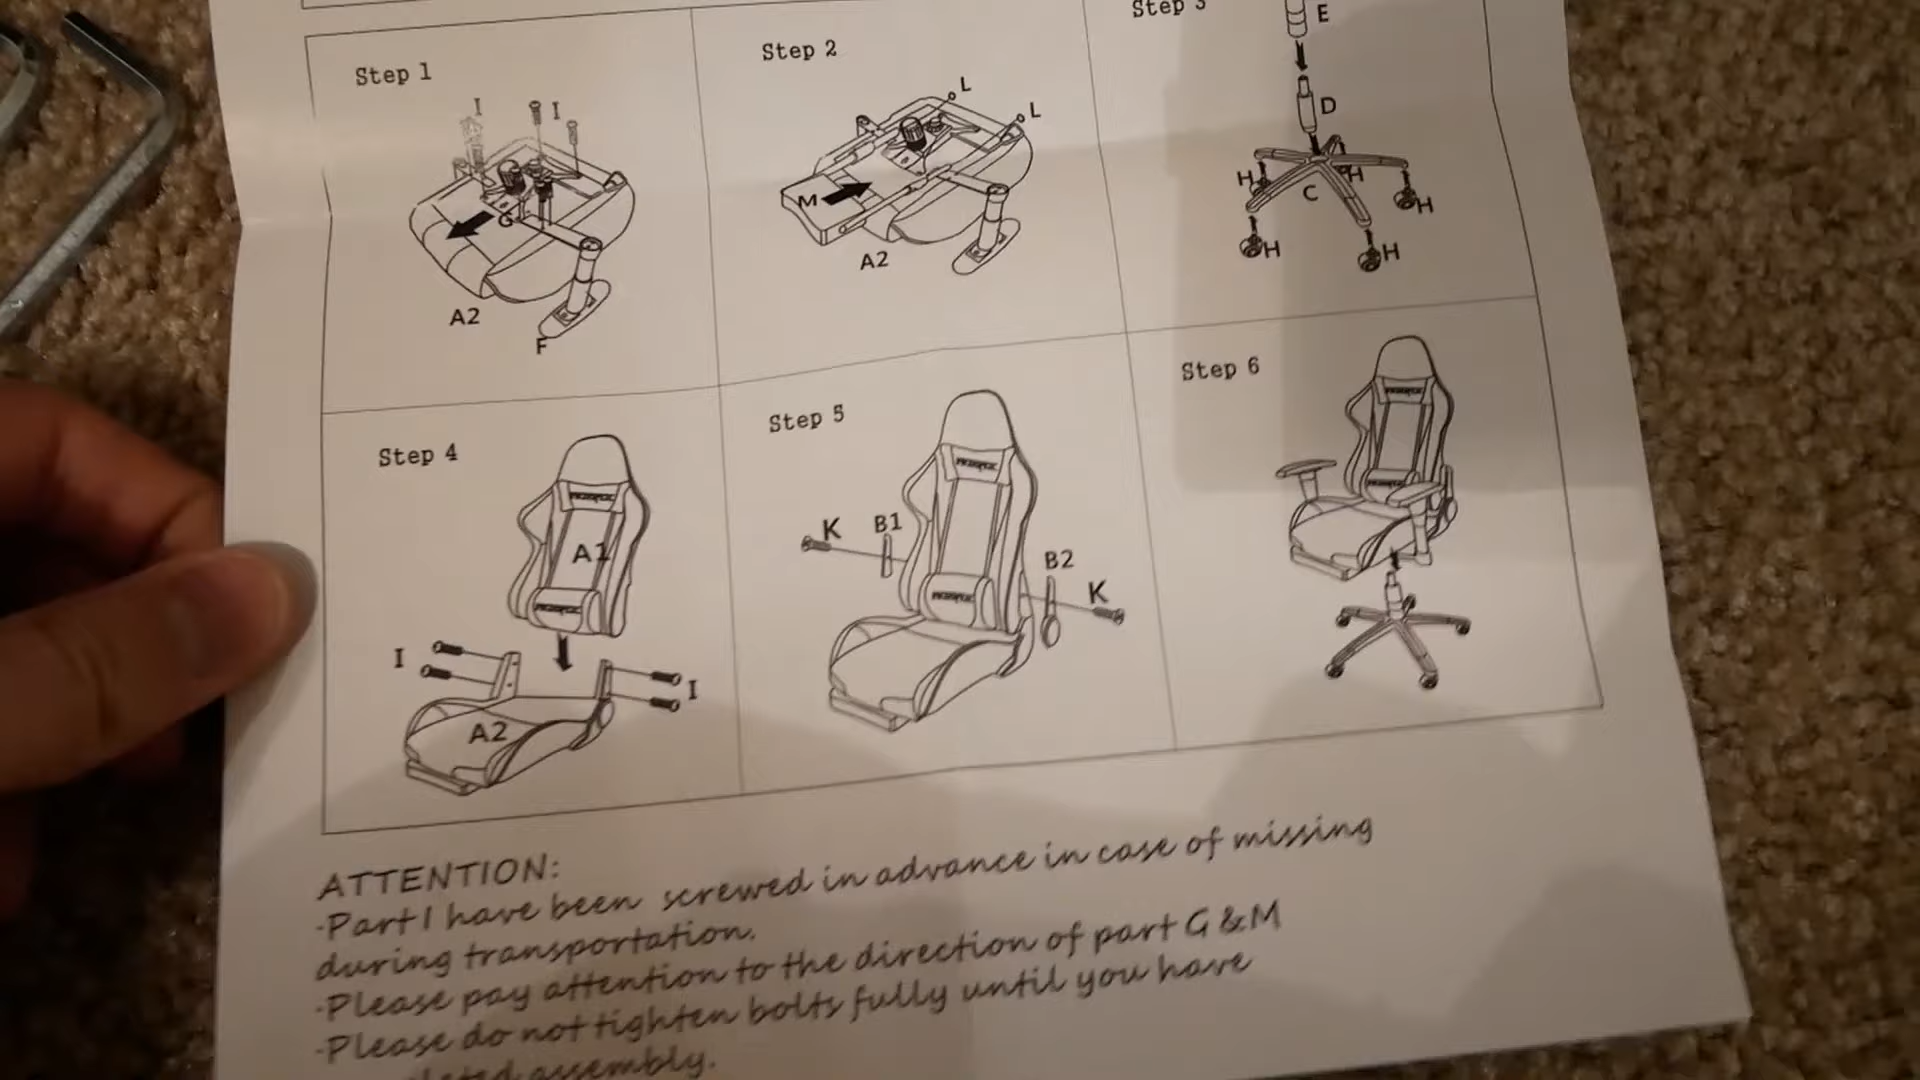 Step 1
I
I
G
A2
F
Step 2
L
L
M
A2
Step 3
E
D
H
H
C
H
H
H
Step 4
A1
I
I
A2
Step 5
K
B1
B2
K
Step 6
ATTENTION:
·Part I have been screwed in advance in case of missing
during transportation.
·Please pay attention to the direction of part G &M
·Please do not tighten bolts fully until you have
assembly.